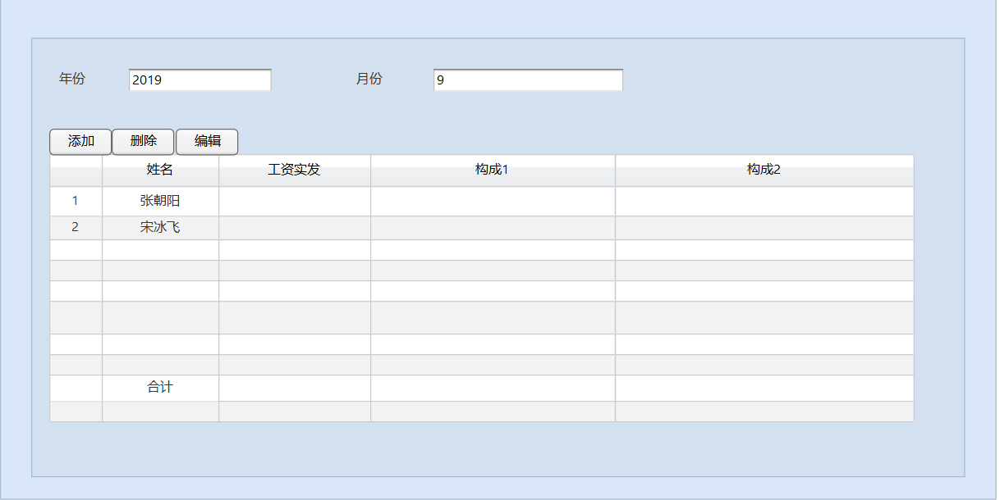 年份 2019 月份 9
添加 删除 编辑
姓名 工资实发 构成1 构成2
1 张朝阳
2 宋冰飞
合计